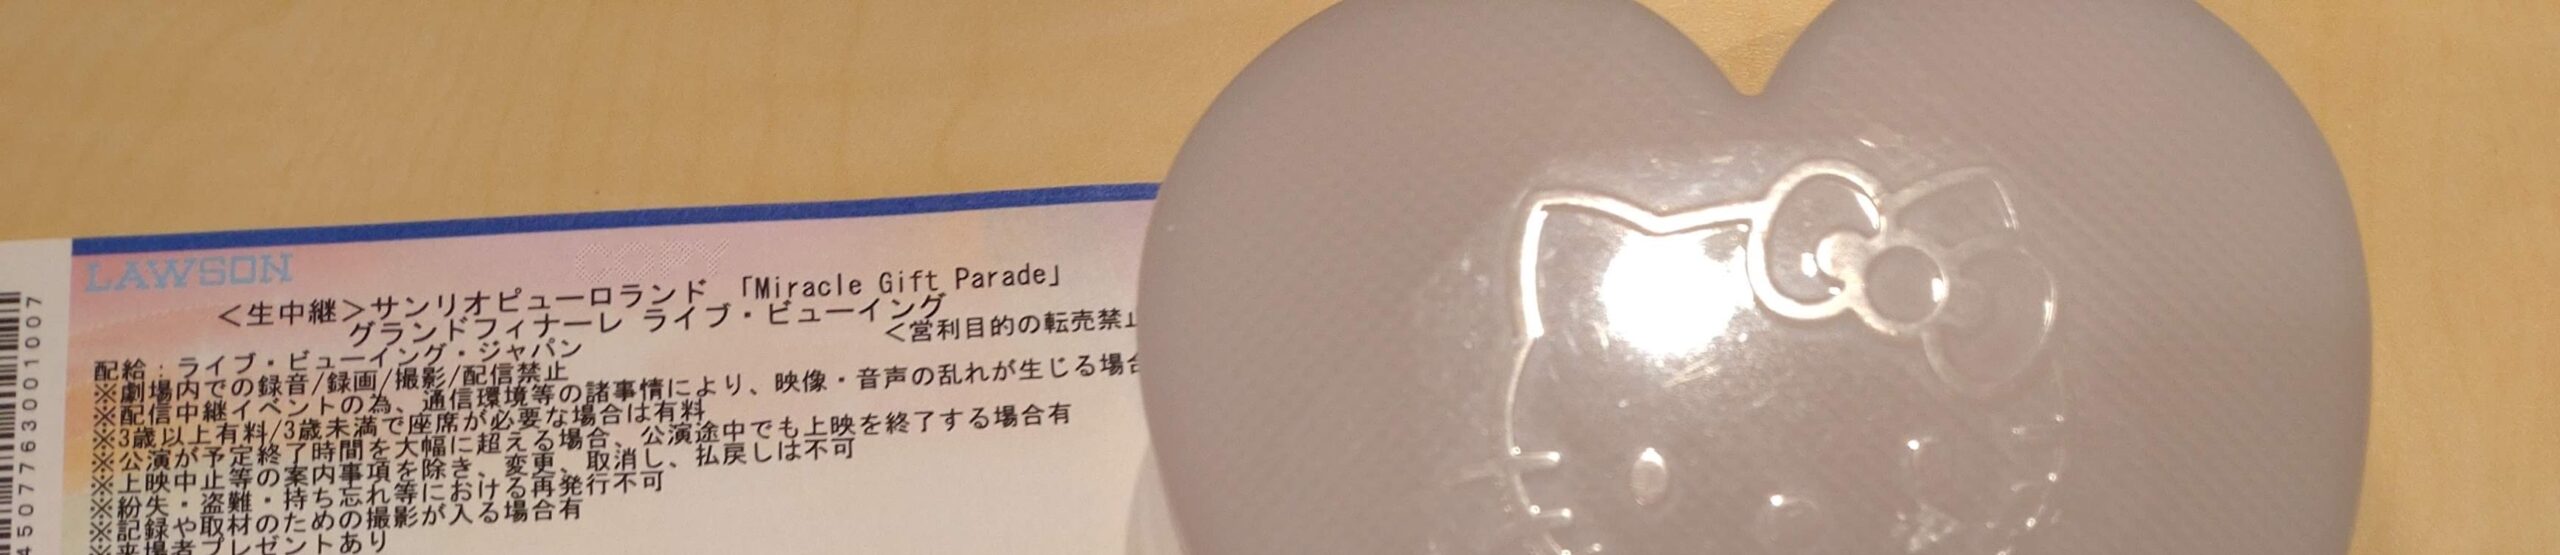 LAWSON
COPY
<生中継>サンリオピューロランド 「Miracle Gift Parade」
グランドフィナーレ ライブ・ビューイング
<営利目的の転売禁止
配給：ライブ・ビューイング・ジャパン
※劇場内での録音/録画/撮影/配信禁止
※配信中継イベントの為、通信環境等の諸事情により、映像・音声の乱れが生じる場合
※3歳以上有料/3歳未満で座席が必要な場合は有料
※公演が予定終了時間を大幅に超える場合、公演途中でも上映を終了する場合有
※上映中止等の案内事項を除き、変更、取消し、払戻しは不可
※紛失・盗難・持ち忘れ等における再発行不可
※記録や取材のための撮影が入る場合有
※来場者プレゼントあり
4507763001007